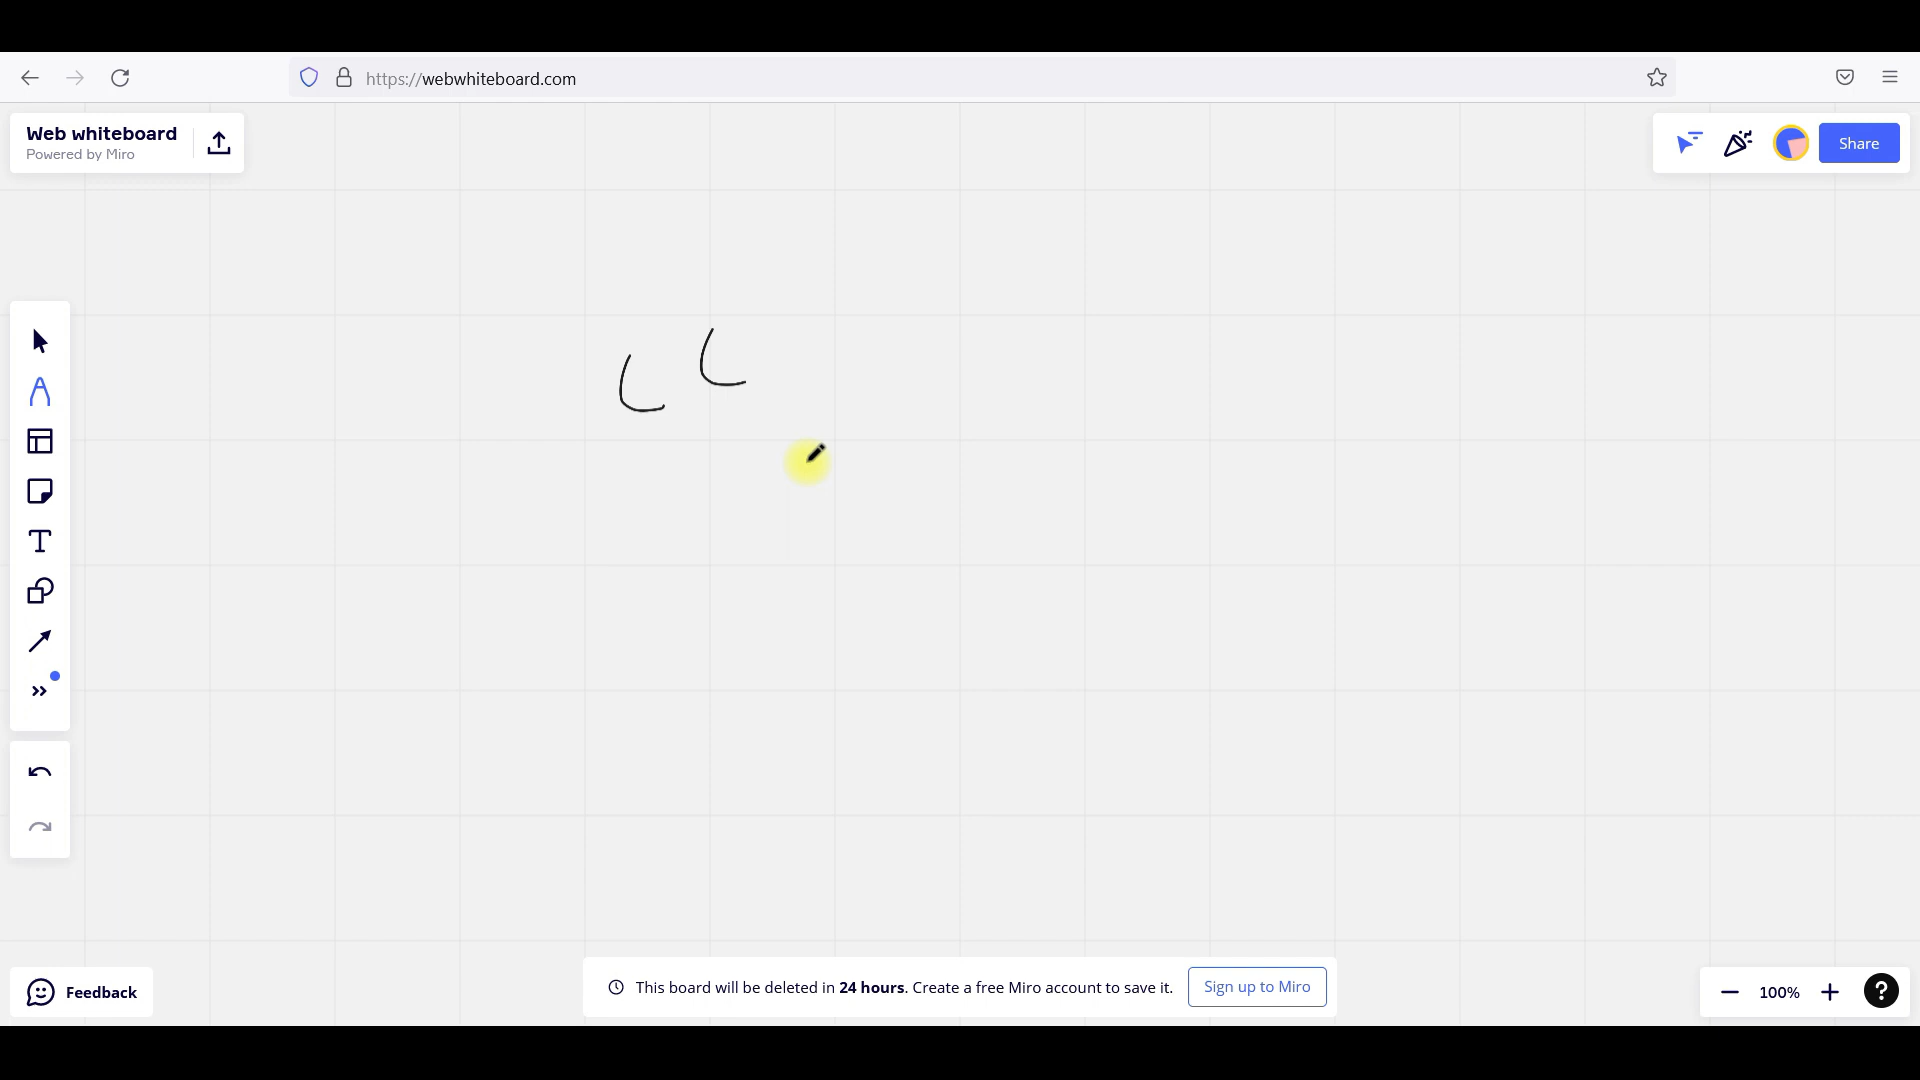 https://webwhiteboard.com
Web whiteboard
Powered by Miro
Share
Feedback
This board will be deleted in 24 hours. Create a free Miro account to save it.
Sign up to Miro
100%